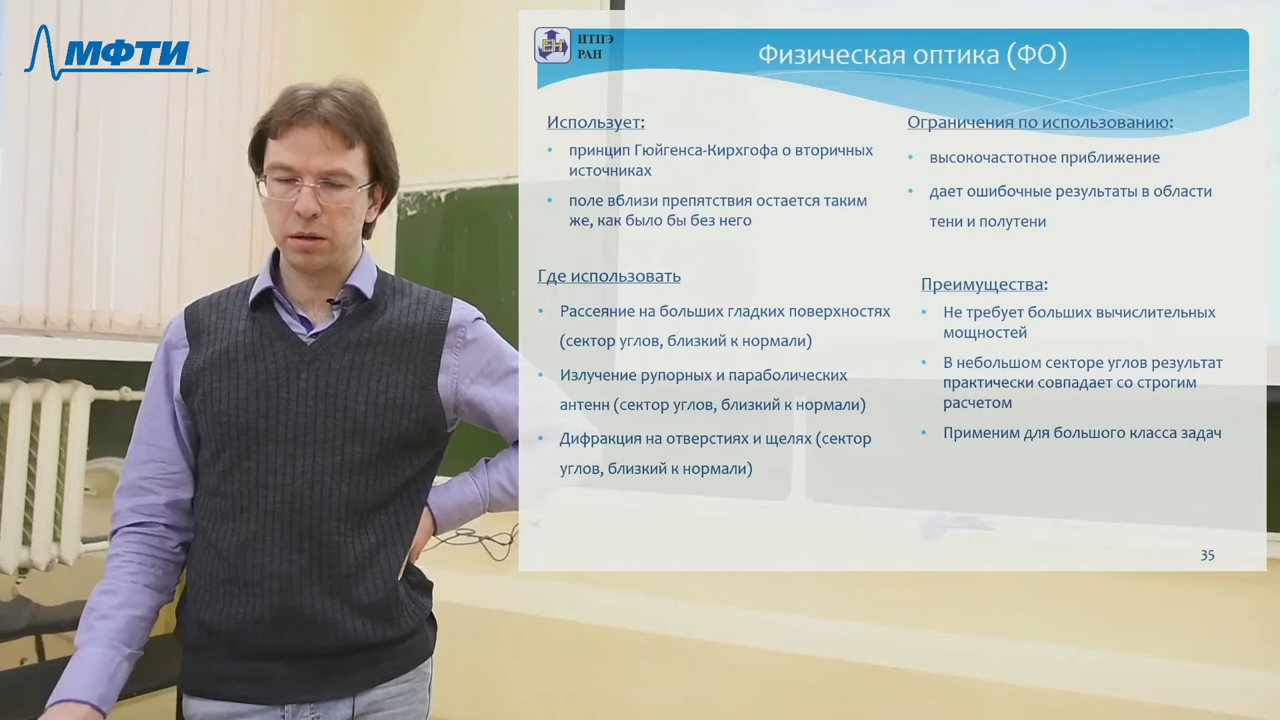 МФТИ
ИТПЭ
РАН
Физическая оптика (ФО)
Использует:
• принцип Гюйгенса-Кирхгофа о вторичных
источниках
• поле вблизи препятствия остается таким
же, как было бы без него
Ограничения по использованию:
• высокочастотное приближение
• дает ошибочные результаты в области
тени и полутени
Где использовать
• Рассеяние на больших гладких поверхностях
(сектор углов, близкий к нормали)
• Излучение рупорных и параболических
антенн (сектор углов, близкий к нормали)
• Дифракция на отверстиях и щелях (сектор
углов, близкий к нормали)
Преимущества:
• Не требует больших вычислительных
мощностей
• В небольшом секторе углов результат
практически совпадает со строгим
расчетом
• Применим для большого класса задач
35